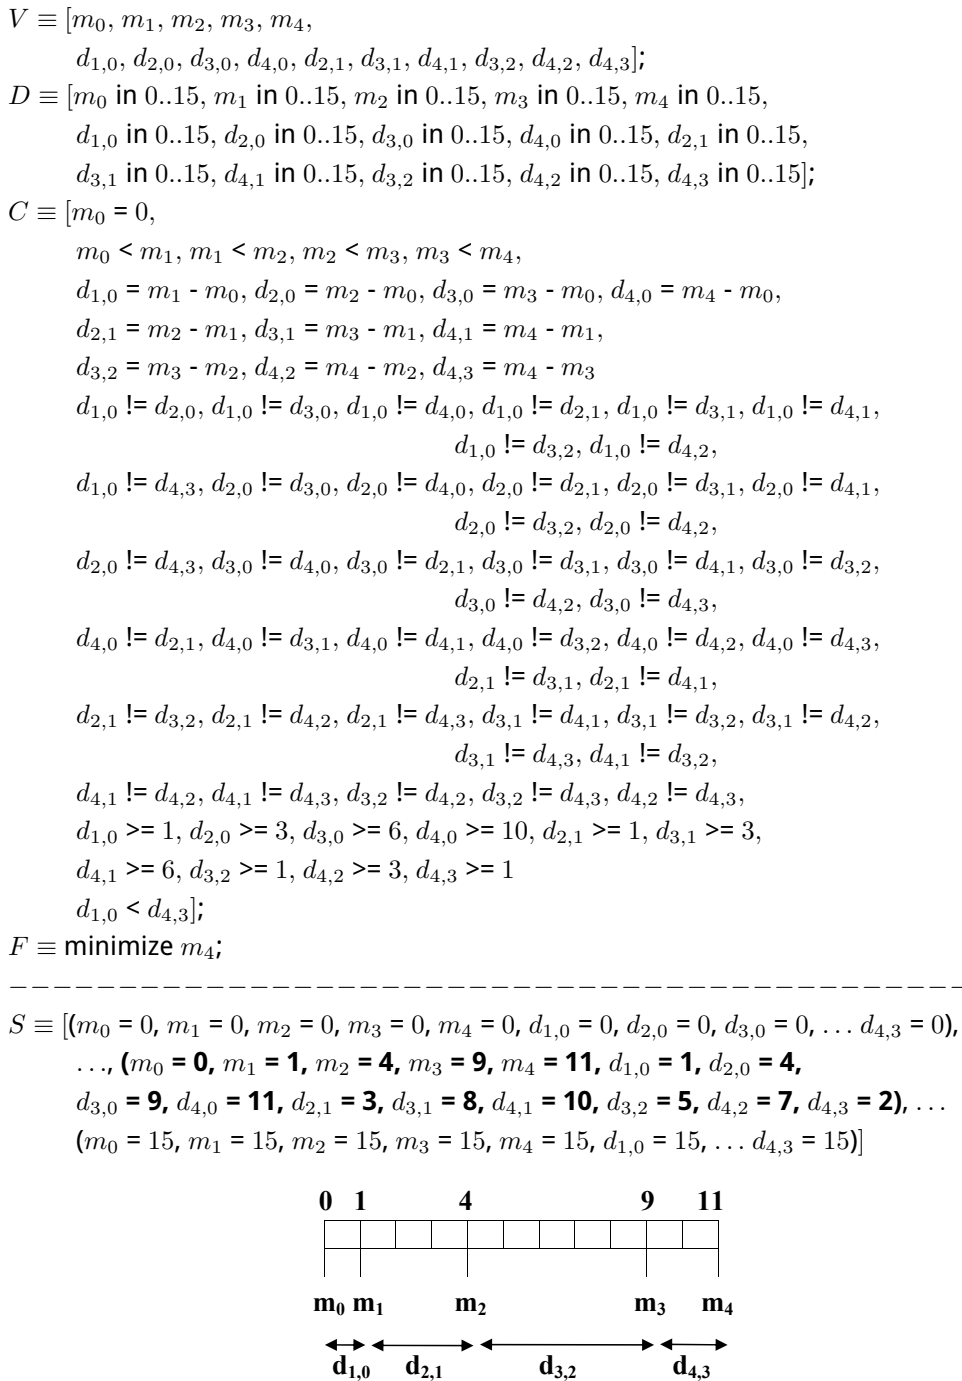 V ≡ [m₀, m₁, m₂, m₃, m₄,
d₁,₀, d₂,₀, d₃,₀, d₄,₀, d₂,₁, d₃,₁, d₄,₁, d₃,₂, d₄,₂, d₄,₃];
D ≡ [m₀ in 0..15, m₁ in 0..15, m₂ in 0..15, m₃ in 0..15, m₄ in 0..15,
d₁,₀ in 0..15, d₂,₀ in 0..15, d₃,₀ in 0..15, d₄,₀ in 0..15, d₂,₁ in 0..15,
d₃,₁ in 0..15, d₄,₁ in 0..15, d₃,₂ in 0..15, d₄,₂ in 0..15, d₄,₃ in 0..15];
C ≡ [m₀ = 0,
m₀ < m₁, m₁ < m₂, m₂ < m₃, m₃ < m₄,
d₁,₀ = m₁ - m₀, d₂,₀ = m₂ - m₀, d₃,₀ = m₃ - m₀, d₄,₀ = m₄ - m₀,
d₂,₁ = m₂ - m₁, d₃,₁ = m₃ - m₁, d₄,₁ = m₄ - m₁,
d₃,₂ = m₃ - m₂, d₄,₂ = m₄ - m₂, d₄,₃ = m₄ - m₃
d₁,₀ != d₂,₀, d₁,₀ != d₃,₀, d₁,₀ != d₄,₀, d₁,₀ != d₂,₁, d₁,₀ != d₃,₁, d₁,₀ != d₄,₁,
d₁,₀ != d₃,₂, d₁,₀ != d₄,₂,
d₁,₀ != d₄,₃, d₂,₀ != d₃,₀, d₂,₀ != d₄,₀, d₂,₀ != d₂,₁, d₂,₀ != d₃,₁, d₂,₀ != d₄,₁,
d₂,₀ != d₃,₂, d₂,₀ != d₄,₂,
d₂,₀ != d₄,₃, d₃,₀ != d₄,₀, d₃,₀ != d₂,₁, d₃,₀ != d₃,₁, d₃,₀ != d₄,₁, d₃,₀ != d₃,₂,
d₃,₀ != d₄,₂, d₃,₀ != d₄,₃,
d₄,₀ != d₂,₁, d₄,₀ != d₃,₁, d₄,₀ != d₄,₁, d₄,₀ != d₃,₂, d₄,₀ != d₄,₂, d₄,₀ != d₄,₃,
d₂,₁ != d₃,₁, d₂,₁ != d₄,₁,
d₂,₁ != d₃,₂, d₂,₁ != d₄,₂, d₂,₁ != d₄,₃, d₃,₁ != d₄,₁, d₃,₁ != d₃,₂, d₃,₁ != d₄,₂,
d₃,₁ != d₄,₃, d₄,₁ != d₃,₂,
d₄,₁ != d₄,₂, d₄,₁ != d₄,₃, d₃,₂ != d₄,₂, d₃,₂ != d₄,₃, d₄,₂ != d₄,₃,
d₁,₀ >= 1, d₂,₀ >= 3, d₃,₀ >= 6, d₄,₀ >= 10, d₂,₁ >= 1, d₃,₁ >= 3,
d₄,₁ >= 6, d₃,₂ >= 1, d₄,₂ >= 3, d₄,₃ >= 1
d₁,₀ < d₄,₃];
F ≡ minimize m₄;
S ≡ [(m₀ = 0, m₁ = 0, m₂ = 0, m₃ = 0, m₄ = 0, d₁,₀ = 0, d₂,₀ = 0, d₃,₀ = 0, … d₄,₃ = 0),
…, (m₀ = 0, m₁ = 1, m₂ = 4, m₃ = 9, m₄ = 11, d₁,₀ = 1, d₂,₀ = 4,
d₃,₀ = 9, d₄,₀ = 11, d₂,₁ = 3, d₃,₁ = 8, d₄,₁ = 10, d₃,₂ = 5, d₄,₂ = 7, d₄,₃ = 2), …
(m₀ = 15, m₁ = 15, m₂ = 15, m₃ = 15, m₄ = 15, d₁,₀ = 15, … d₄,₃ = 15)]
0 1 4 9 11
m₀ m₁ m₂ m₃ m₄
d₁,₀ d₂,₁ d₃,₂ d₄,₃